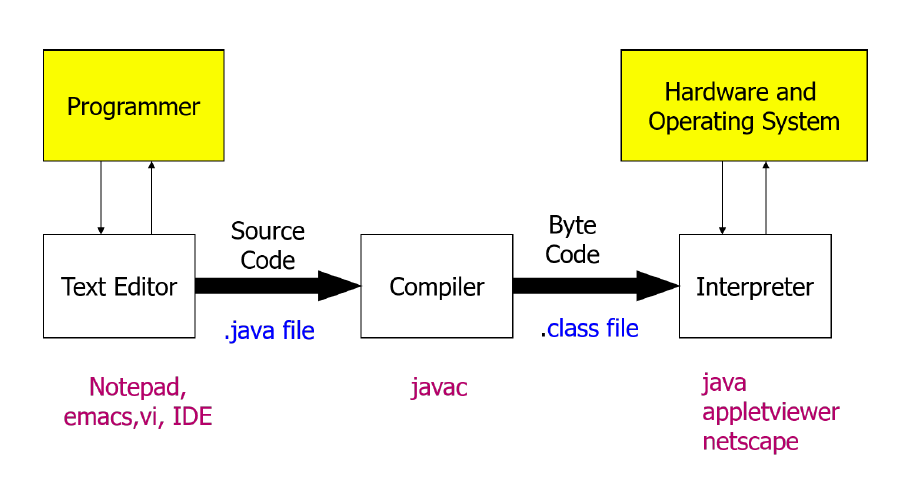 Programmer
Hardware and
Operating System
Source
Code
Byte
Code
Text Editor
Compiler
Interpreter
.java file
.class file
Notepad,
emacs,vi, IDE
javac
java
appletviewer
netscape